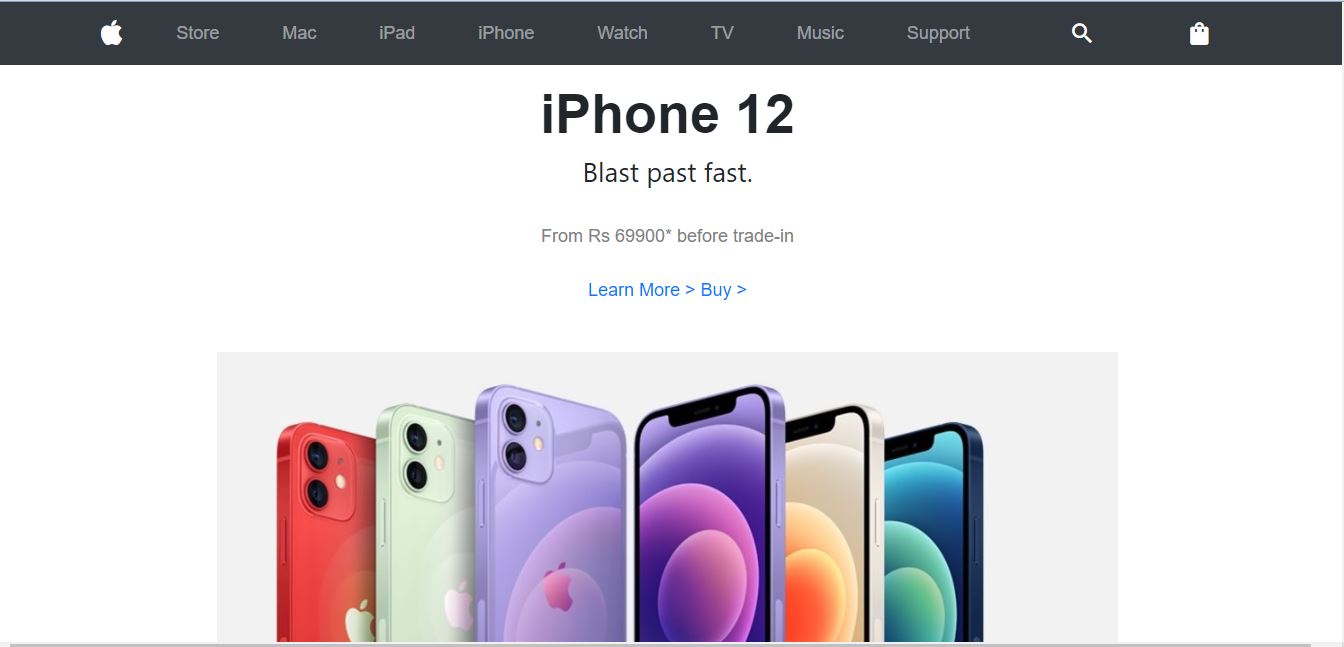 Store Mac iPad iPhone Watch TV Music Support
iPhone 12
Blast past fast.
From Rs 69900* before trade-in
Learn More > Buy >